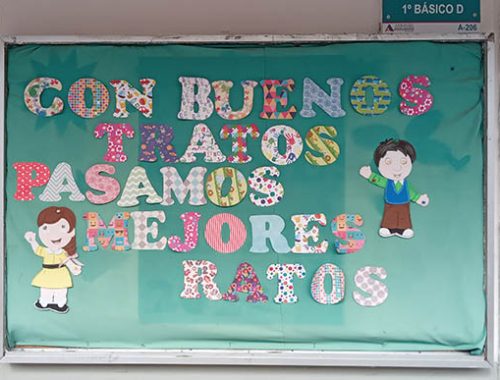 1º BÁSICO D
A-206
CON BUENOS
TRATOS
PASAMOS
MEJORES
RATOS